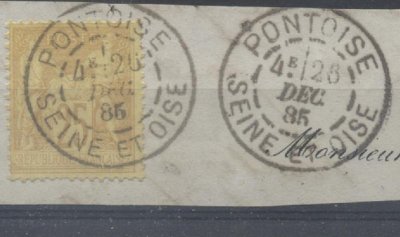 PONTOISE
4E 26
DEC.
85
SEINE ET OISE
PONTOISE
4E 26
DEC.
85
SEINE ET OISE
Monsieur